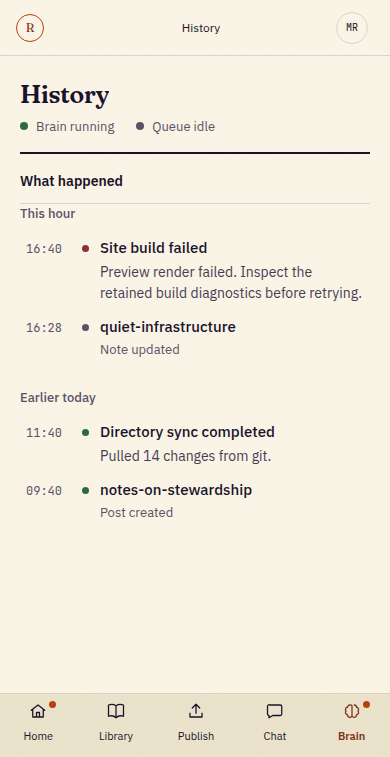 R
History
MR
History
Brain running
Queue idle
What happened
This hour
16:40
Site build failed
Preview render failed. Inspect the
retained build diagnostics before retrying.
16:28
quiet-infrastructure
Note updated
Earlier today
11:40
Directory sync completed
Pulled 14 changes from git.
09:40
notes-on-stewardship
Post created
Home
Library
Publish
Chat
Brain